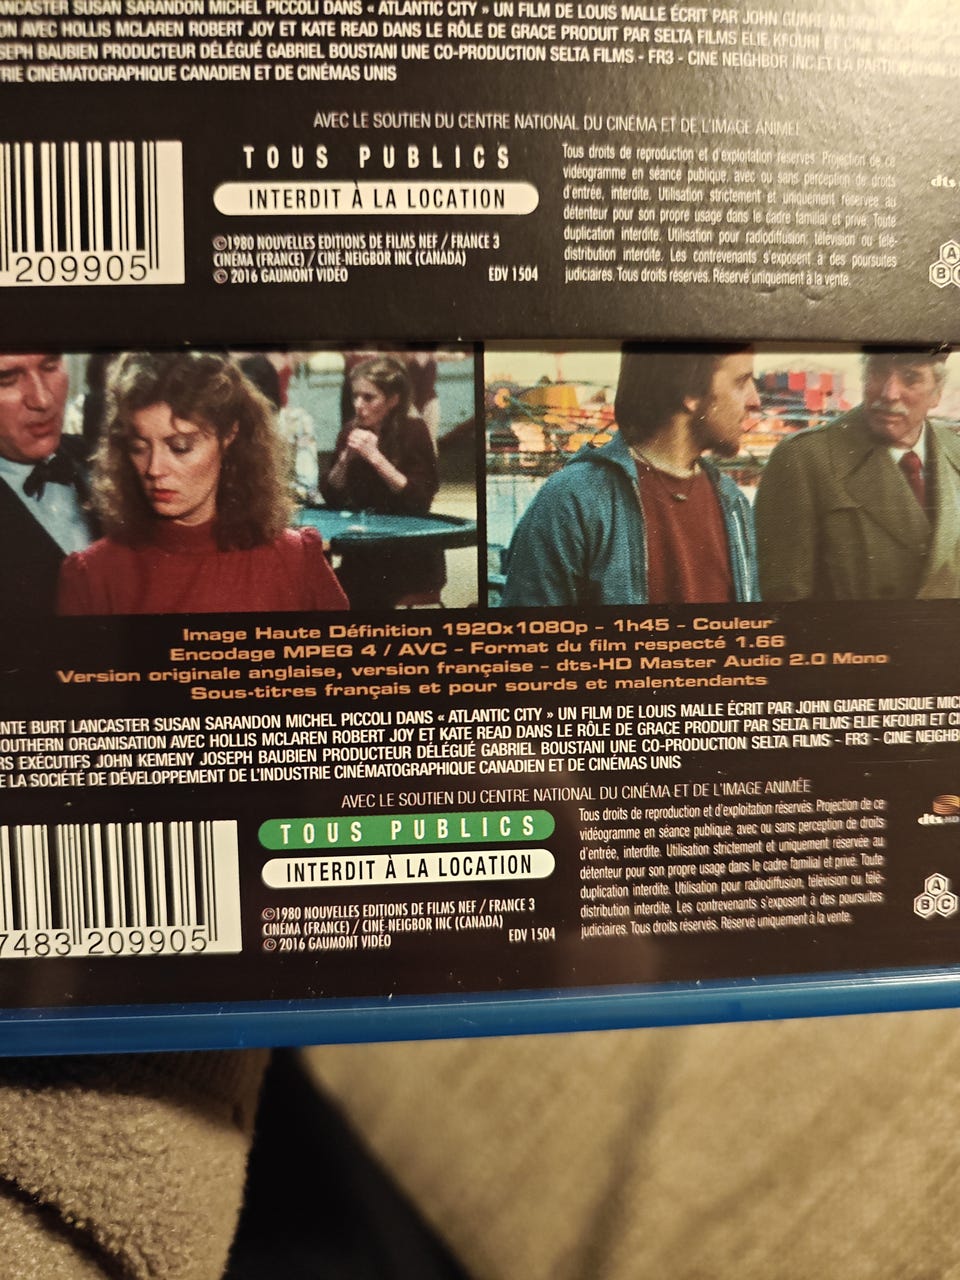 LANCASTER SUSAN SARANDON MICHEL PICCOLI DANS « ATLANTIC CITY » UN FILM DE LOUIS MALLE ÉCRIT PAR JOHN GUARE
ON AVEC HOLLIS MCLAREN ROBERT JOY ET KATE READ DANS LE RÔLE DE GRACE PRODUIT PAR SELTA FILMS ELIE KFOURI ET
SEPH BAUBIEN PRODUCTEUR DÉLÉGUÉ GABRIEL BOUSTANI UNE CO-PRODUCTION SELTA FILMS - FR3 - CINE NEIGHBOR INC ET LA PARTICIPATION
RIE CINÉMATOGRAPHIQUE CANADIEN ET DE CINÉMAS UNIS
AVEC LE SOUTIEN DU CENTRE NATIONAL DU CINÉMA ET DE L'IMAGE ANIMÉE
209905
TOUS PUBLICS
INTERDIT À LA LOCATION
©1980 NOUVELLES EDITIONS DE FILMS NEF / FRANCE 3
CINÉMA (FRANCE) / CINÉ-NEIGBOR INC (CANADA)
© 2016 GAUMONT VIDÉO EDV 1504
Tous droits de reproduction et d'exploitation réservés. Projection de ce
vidéogramme en séance publique, avec ou sans perception de droits
d'entrée, interdite. Utilisation strictement et uniquement réservée au
détenteur pour son propre usage dans le cadre familial et privé. Toute
duplication interdite. Utilisation pour radiodiffusion, télévision ou télé-
distribution interdite. Les contrevenants s'exposent à des poursuites
judiciaires. Tous droits réservés. Réservé uniquement à la vente.
dts
A
B C
Image Haute Définition 1920x1080p - 1h45 - Couleur
Encodage MPEG 4 / AVC - Format du film respecté 1.66
Version originale anglaise, version française - dts-HD Master Audio 2.0 Mono
Sous-titres français et pour sourds et malentendants
NTE BURT LANCASTER SUSAN SARANDON MICHEL PICCOLI DANS « ATLANTIC CITY » UN FILM DE LOUIS MALLE ÉCRIT PAR JOHN GUARE MUSIQUE MIC
OUTHERN ORGANISATION AVEC HOLLIS MCLAREN ROBERT JOY ET KATE READ DANS LE RÔLE DE GRACE PRODUIT PAR SELTA FILMS ELIE KFOURI ET CI
RS EXÉCUTIFS JOHN KEMENY JOSEPH BAUBIEN PRODUCTEUR DÉLÉGUÉ GABRIEL BOUSTANI UNE CO-PRODUCTION SELTA FILMS - FR3 - CINE NEIGHB
E LA SOCIÉTÉ DE DÉVELOPPEMENT DE L'INDUSTRIE CINÉMATOGRAPHIQUE CANADIEN ET DE CINÉMAS UNIS
AVEC LE SOUTIEN DU CENTRE NATIONAL DU CINÉMA ET DE L'IMAGE ANIMÉE
7483 209905
TOUS PUBLICS
INTERDIT À LA LOCATION
©1980 NOUVELLES EDITIONS DE FILMS NEF / FRANCE 3
CINÉMA (FRANCE) / CINÉ-NEIGBOR INC (CANADA)
© 2016 GAUMONT VIDÉO EDV 1504
Tous droits de reproduction et d'exploitation réservés. Projection de ce
vidéogramme en séance publique, avec ou sans perception de droits
d'entrée, interdite. Utilisation strictement et uniquement réservée au
détenteur pour son propre usage dans le cadre familial et privé. Toute
duplication interdite. Utilisation pour radiodiffusion, télévision ou télé-
distribution interdite. Les contrevenants s'exposent à des poursuites
judiciaires. Tous droits réservés. Réservé uniquement à la vente.
dts-HD
A
B C